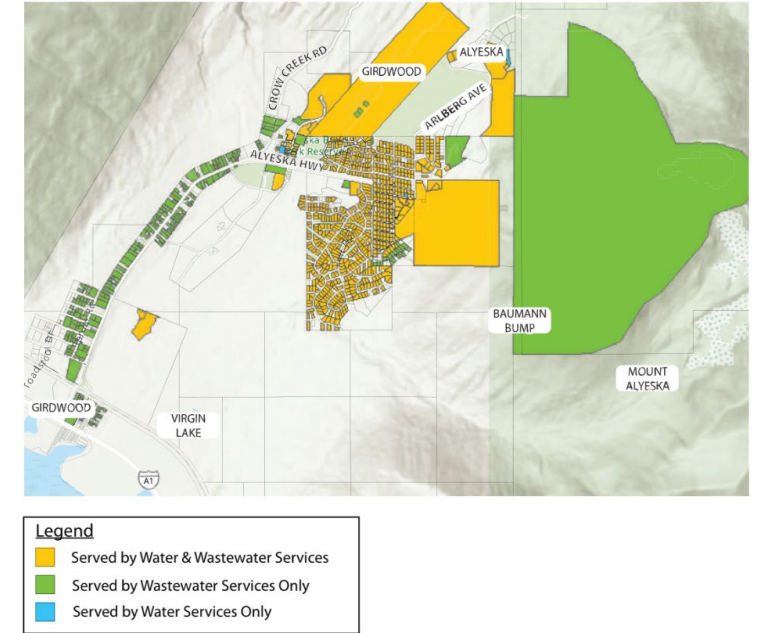 CROW CREEK RD
GIRDWOOD
ALYESKA
ARLBERG AVE
ALYESKA HWY
BAUMANN
BUMP
MOUNT
ALYESKA
GIRDWOOD
VIRGIN
LAKE
A1
Legend
Served by Water & Wastewater Services
Served by Wastewater Services Only
Served by Water Services Only